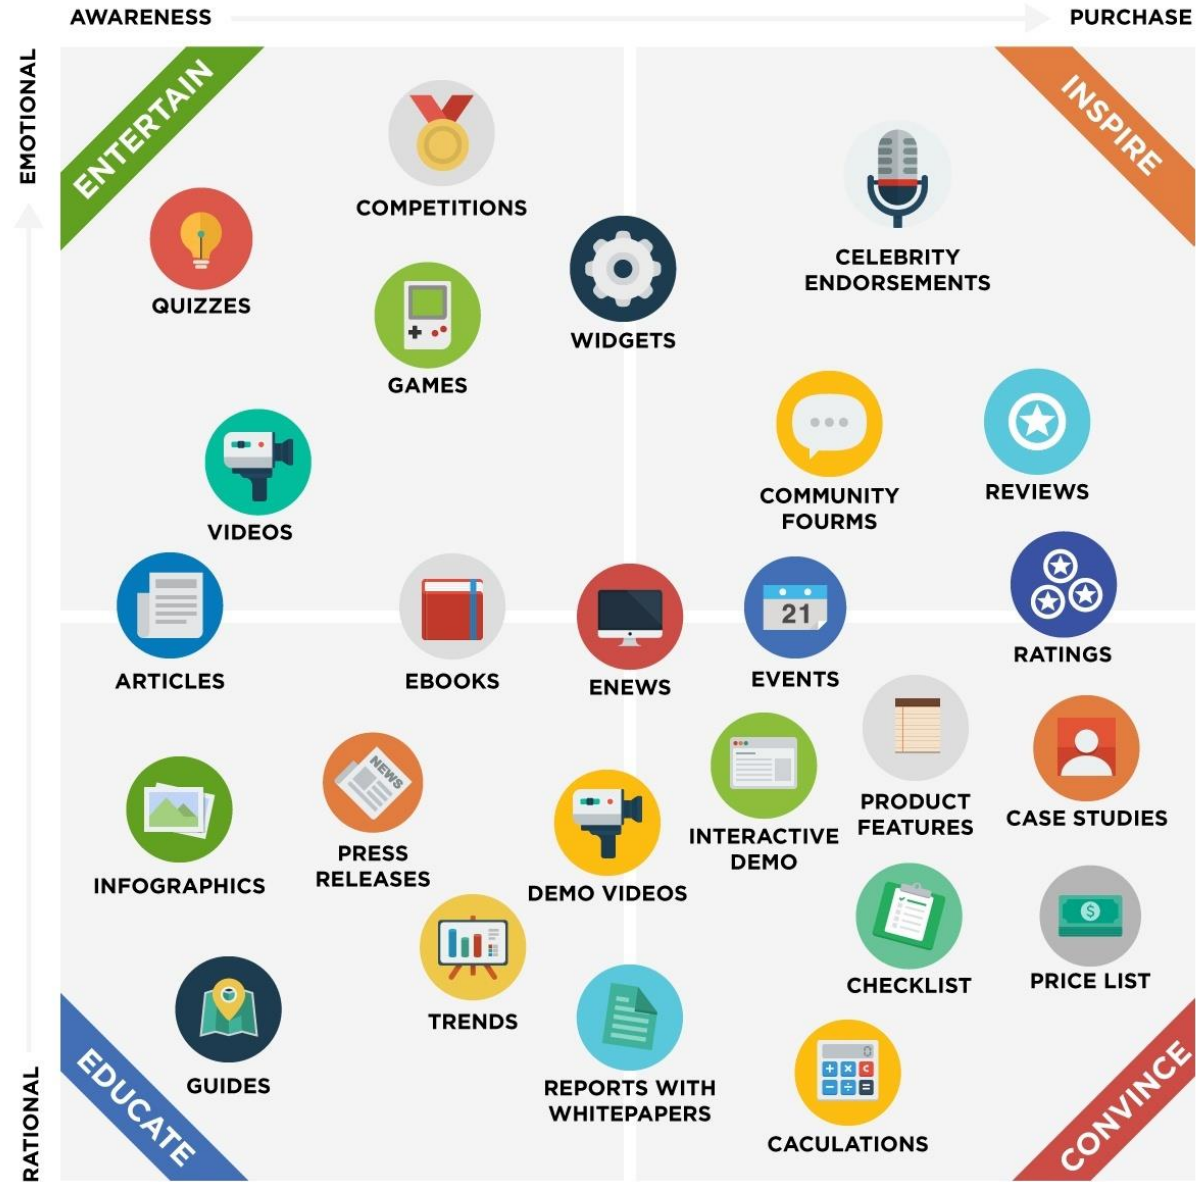 AWARENESS
PURCHASE
EMOTIONAL
ENTERTAIN
INSPIRE
COMPETITIONS
QUIZZES
CELEBRITY
ENDORSEMENTS
WIDGETS
GAMES
COMMUNITY
FOURMS
REVIEWS
VIDEOS
21
ARTICLES
EBOOKS
ENEWS
EVENTS
RATINGS
NEWS
PRESS
RELEASES
INTERACTIVE
DEMO
PRODUCT
FEATURES
CASE STUDIES
INFOGRAPHICS
DEMO VIDEOS
$
CHECKLIST
PRICE LIST
TRENDS
GUIDES
REPORTS WITH
WHITEPAPERS
0
+ × C
− ÷ =
CACULATIONS
RATIONAL
EDUCATE
CONVINCE